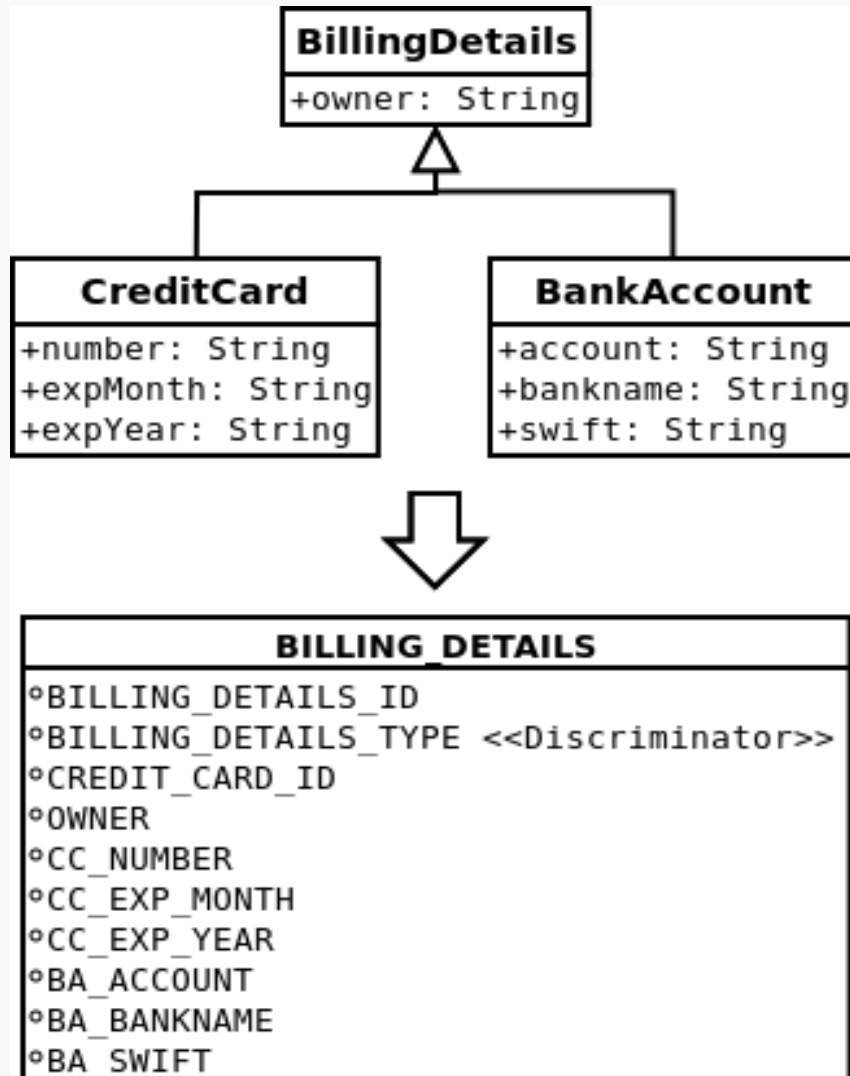 BillingDetails
+owner: String
CreditCard
+number: String
+expMonth: String
+expYear: String
BankAccount
+account: String
+bankname: String
+swift: String
BILLING_DETAILS
°BILLING_DETAILS_ID
°BILLING_DETAILS_TYPE <<Discriminator>>
°CREDIT_CARD_ID
°OWNER
°CC_NUMBER
°CC_EXP_MONTH
°CC_EXP_YEAR
°BA_ACCOUNT
°BA_BANKNAME
°BA_SWIFT